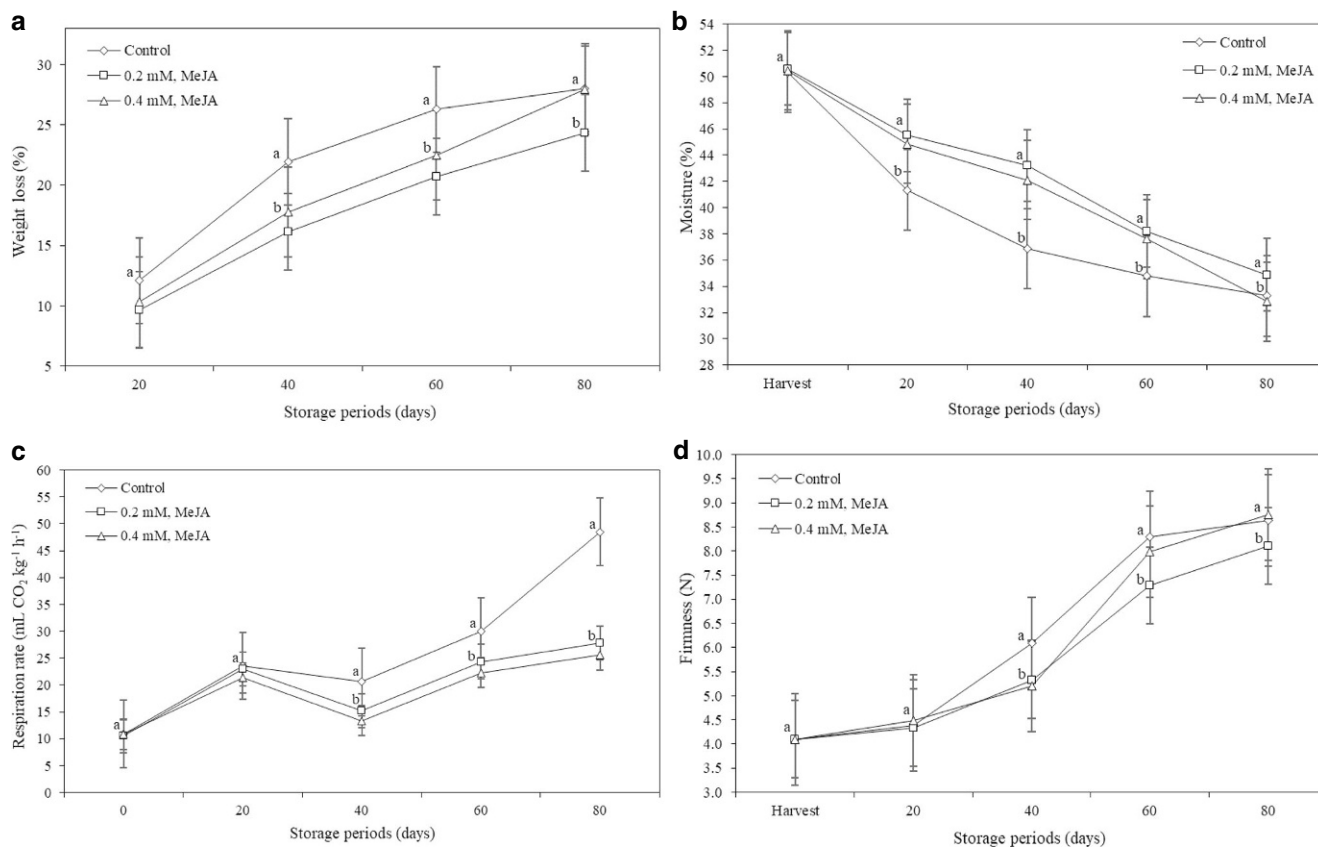 a
Control
0.2 mM, MeJA
0.4 mM, MeJA
Weight loss (%)
30
25
20
15
10
5
a
a
b
a
b
a
b
20 40 60 80
Storage periods (days)
b
Control
0.2 mM, MeJA
0.4 mM, MeJA
Moisture (%)
54
52
50
48
46
44
42
40
38
36
34
32
30
28
a
a
b
a
b
a
b
a
b
Harvest 20 40 60 80
Storage periods (days)
c
Control
0.2 mM, MeJA
0.4 mM, MeJA
Respiration rate (mL CO₂ kg⁻¹ h⁻¹)
60
55
50
45
40
35
30
25
20
15
10
5
0
a
a
a
b
a
b
a
b
0 20 40 60 80
Storage periods (days)
d
Control
0.2 mM, MeJA
0.4 mM, MeJA
Firmness (N)
10.0
9.5
9.0
8.5
8.0
7.5
7.0
6.5
6.0
5.5
5.0
4.5
4.0
3.5
3.0
a
a
a
b
a
b
a
b
Harvest 20 40 60 80
Storage periods (days)